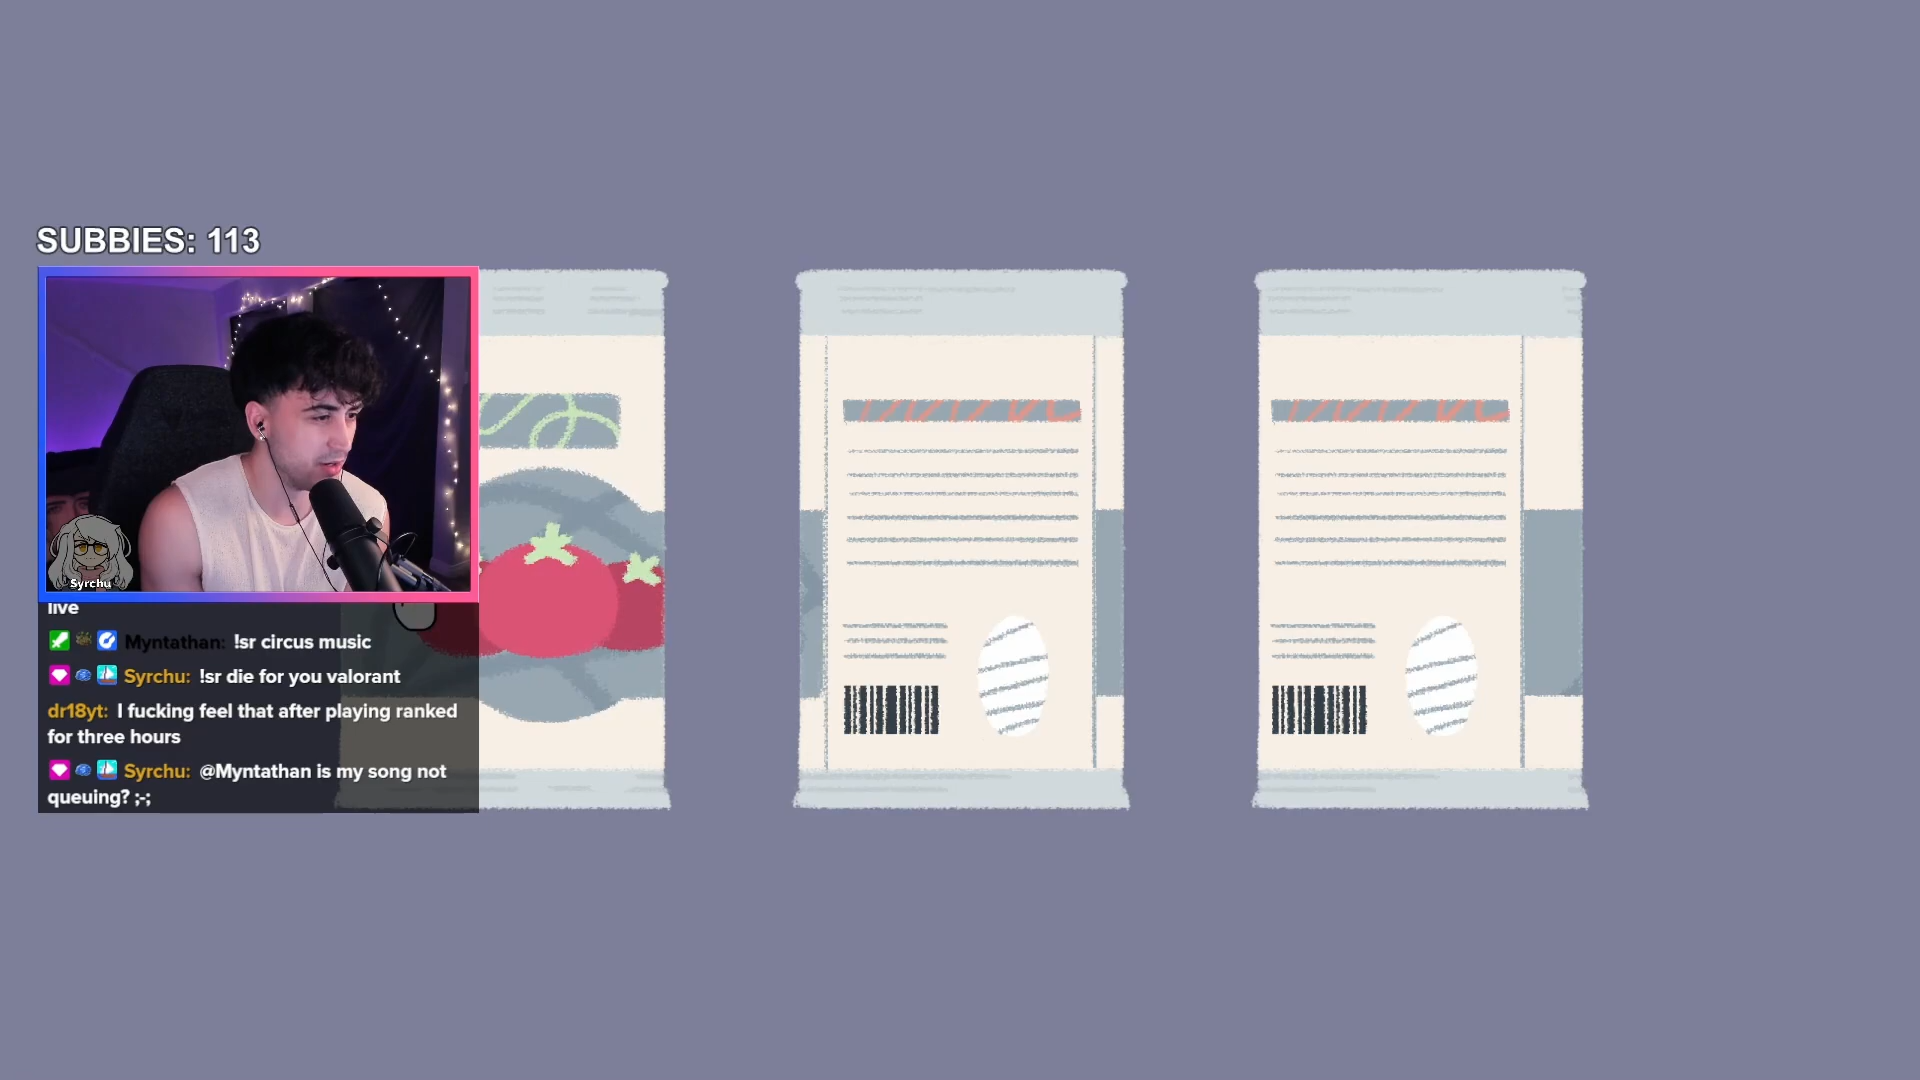 SUBBIES: 113
Syrchu
live
Myntathan: !sr circus music
Syrchu: !sr die for you valorant
dr18yt: I fucking feel that after playing ranked
for three hours
Syrchu: @Myntathan is my song not
queuing? ;-;